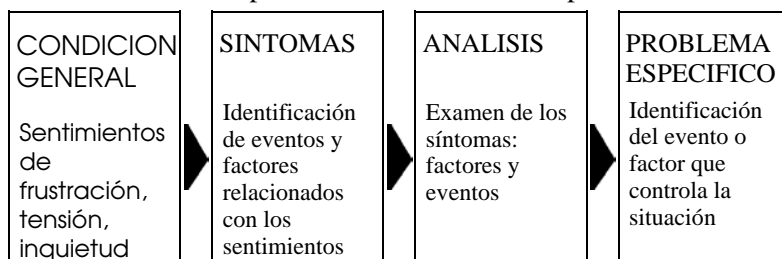 CONDICION
GENERAL
Sentimientos
de
frustración,
tensión,
inquietud
SINTOMAS
Identificación
de eventos y
factores
relacionados
con los
sentimientos
ANALISIS
Examen de los
síntomas:
factores y
eventos
PROBLEMA
ESPECIFICO
Identificación
del evento o
factor que
controla la
situación